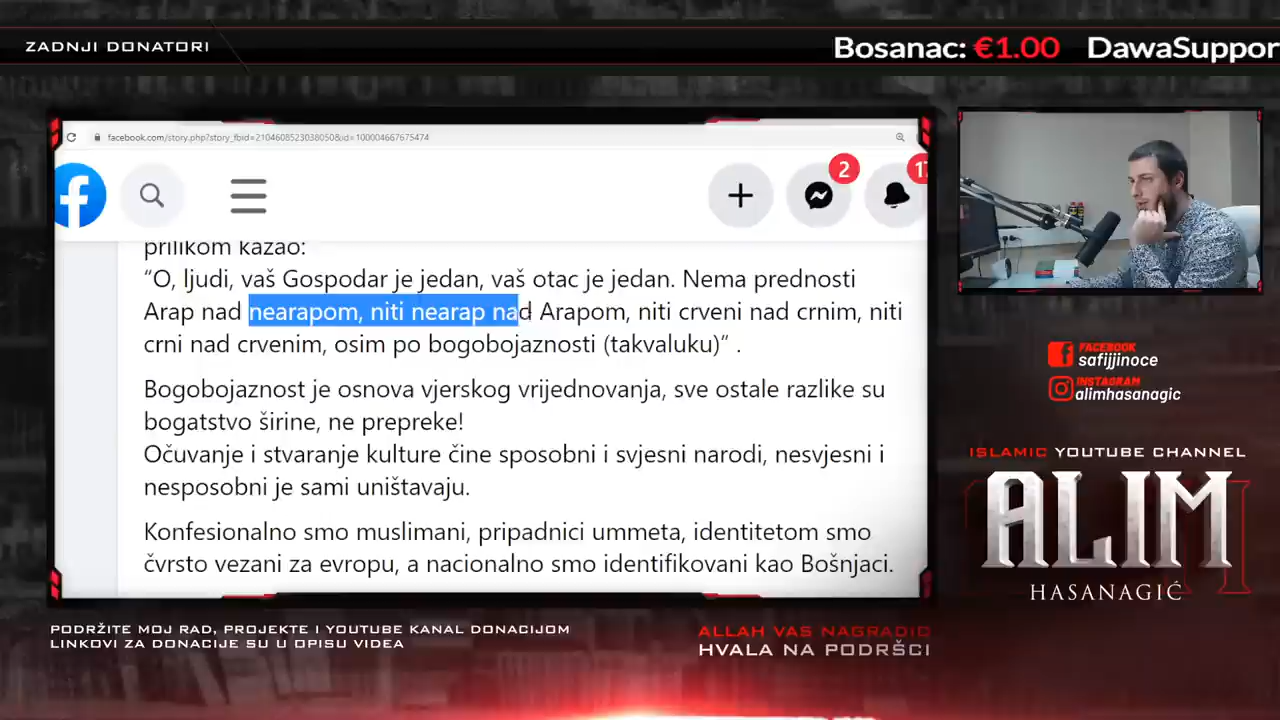 ZADNJI DONATORI
Bosanac: €1.00 DawaSuppor
facebook.com/story.php?story_fbid=2104608523038050&id=100004667675474
2
17
prilikom kazao:
“O, ljudi, vaš Gospodar je jedan, vaš otac je jedan. Nema prednosti
Arap nad nearapom, niti nearap nad Arapom, niti crveni nad crnim, niti
crni nad crvenim, osim po bogobojaznosti (takvaluku)” .
Bogobojaznost je osnova vjerskog vrijednovanja, sve ostale razlike su
bogatstvo širine, ne prepreke!
Očuvanje i stvaranje kulture čine sposobni i svjesni narodi, nesvjesni i
nesposobni je sami uništavaju.
Konfesionalno smo muslimani, pripadnici ummeta, identitetom smo
čvrsto vezani za evropu, a nacionalno smo identifikovani kao Bošnjaci.
FACEBOOK
safijjinoce
INSTAGRAM
alimhasanagic
ISLAMIC YOUTUBE CHANNEL
ALIM
HASANAGIĆ
PODRŽITE MOJ RAD, PROJEKTE I YOUTUBE KANAL DONACIJOM
LINKOVI ZA DONACIJE SU U OPISU VIDEA
ALLAH VAS NAGRADIO
HVALA NA PODRŠCI